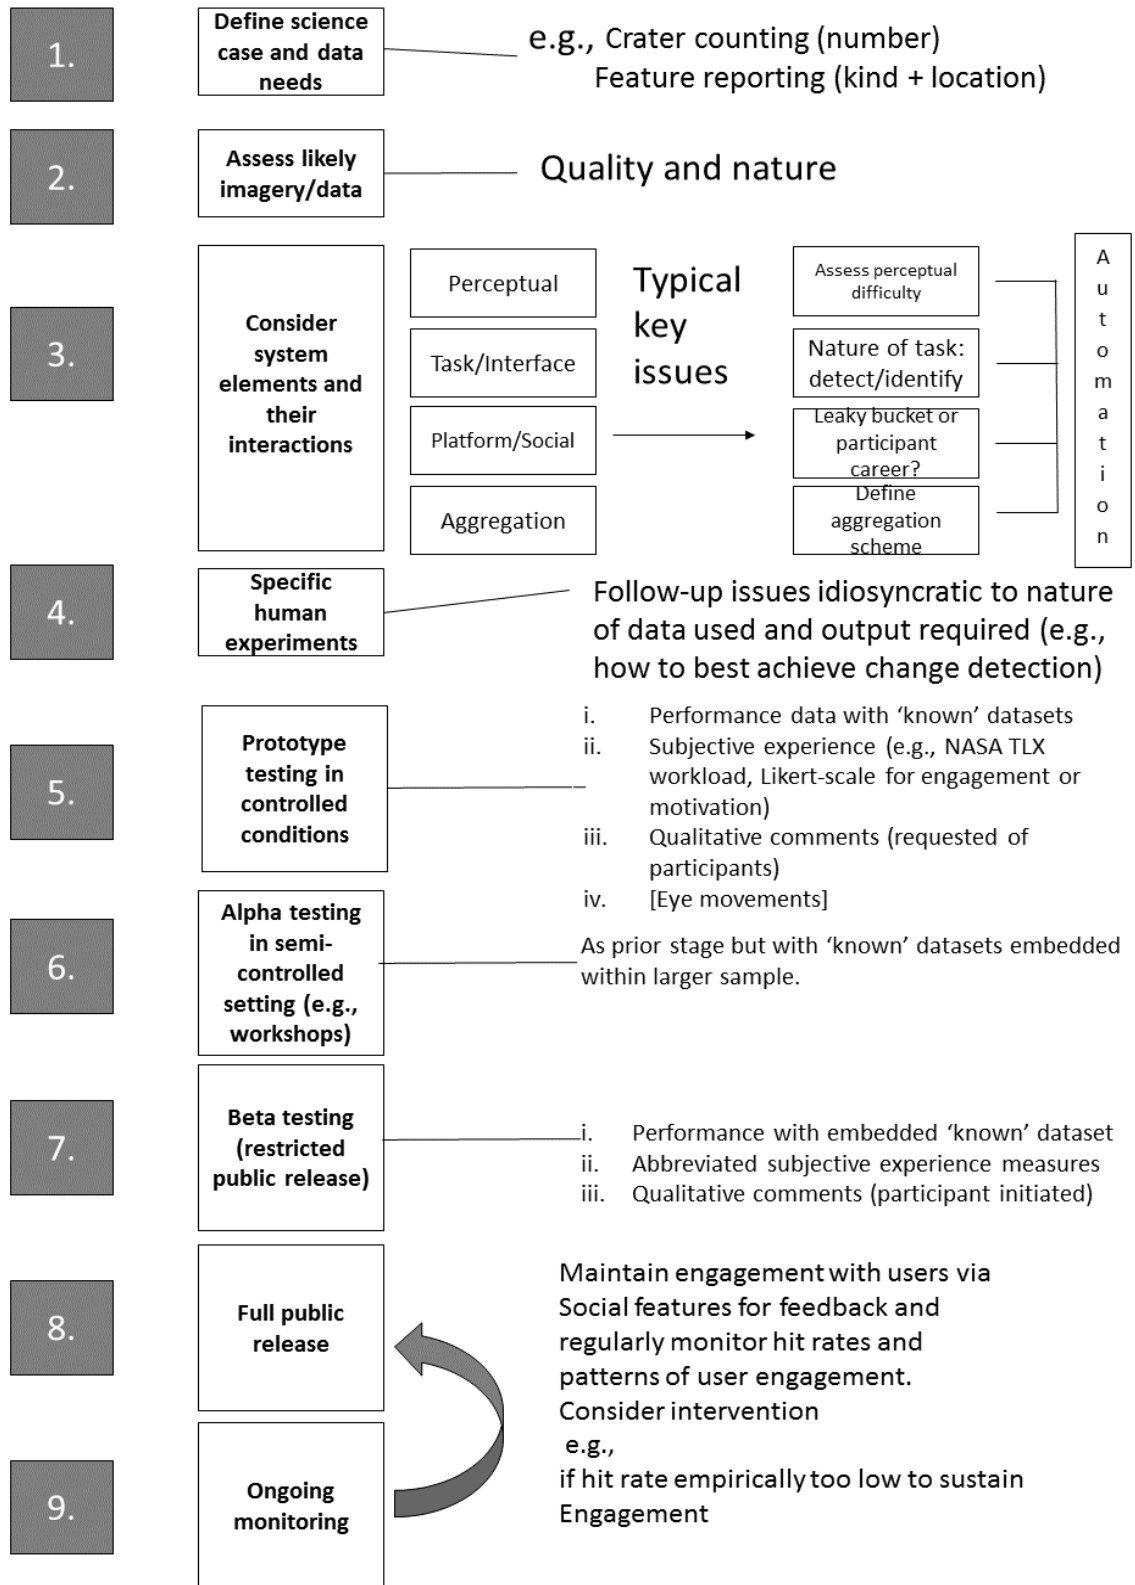 1.
Define science
case and data
needs
e.g., Crater counting (number)
Feature reporting (kind + location)
2.
Assess likely
imagery/data
Quality and nature
3.
Consider
system
elements and
their
interactions
Perceptual
Task/Interface
Platform/Social
Aggregation
Typical
key
issues
Assess perceptual
difficulty
Nature of task:
detect/identify
Leaky bucket or
participant
career?
Define
aggregation
scheme
A
u
t
o
m
a
t
i
o
n
4.
Specific
human
experiments
Follow-up issues idiosyncratic to nature
of data used and output required (e.g.,
how to best achieve change detection)
5.
Prototype
testing in
controlled
conditions
i. Performance data with ‘known’ datasets
ii. Subjective experience (e.g., NASA TLX
workload, Likert-scale for engagement or
motivation)
iii. Qualitative comments (requested of
participants)
iv. [Eye movements]
6.
Alpha testing
in semi-
controlled
setting (e.g.,
workshops)
As prior stage but with ‘known’ datasets embedded
within larger sample.
7.
Beta testing
(restricted
public release)
i. Performance with embedded ‘known’ dataset
ii. Abbreviated subjective experience measures
iii. Qualitative comments (participant initiated)
8.
Full public
release
Maintain engagement with users via
Social features for feedback and
regularly monitor hit rates and
patterns of user engagement.
Consider intervention
e.g.,
if hit rate empirically too low to sustain
Engagement
9.
Ongoing
monitoring